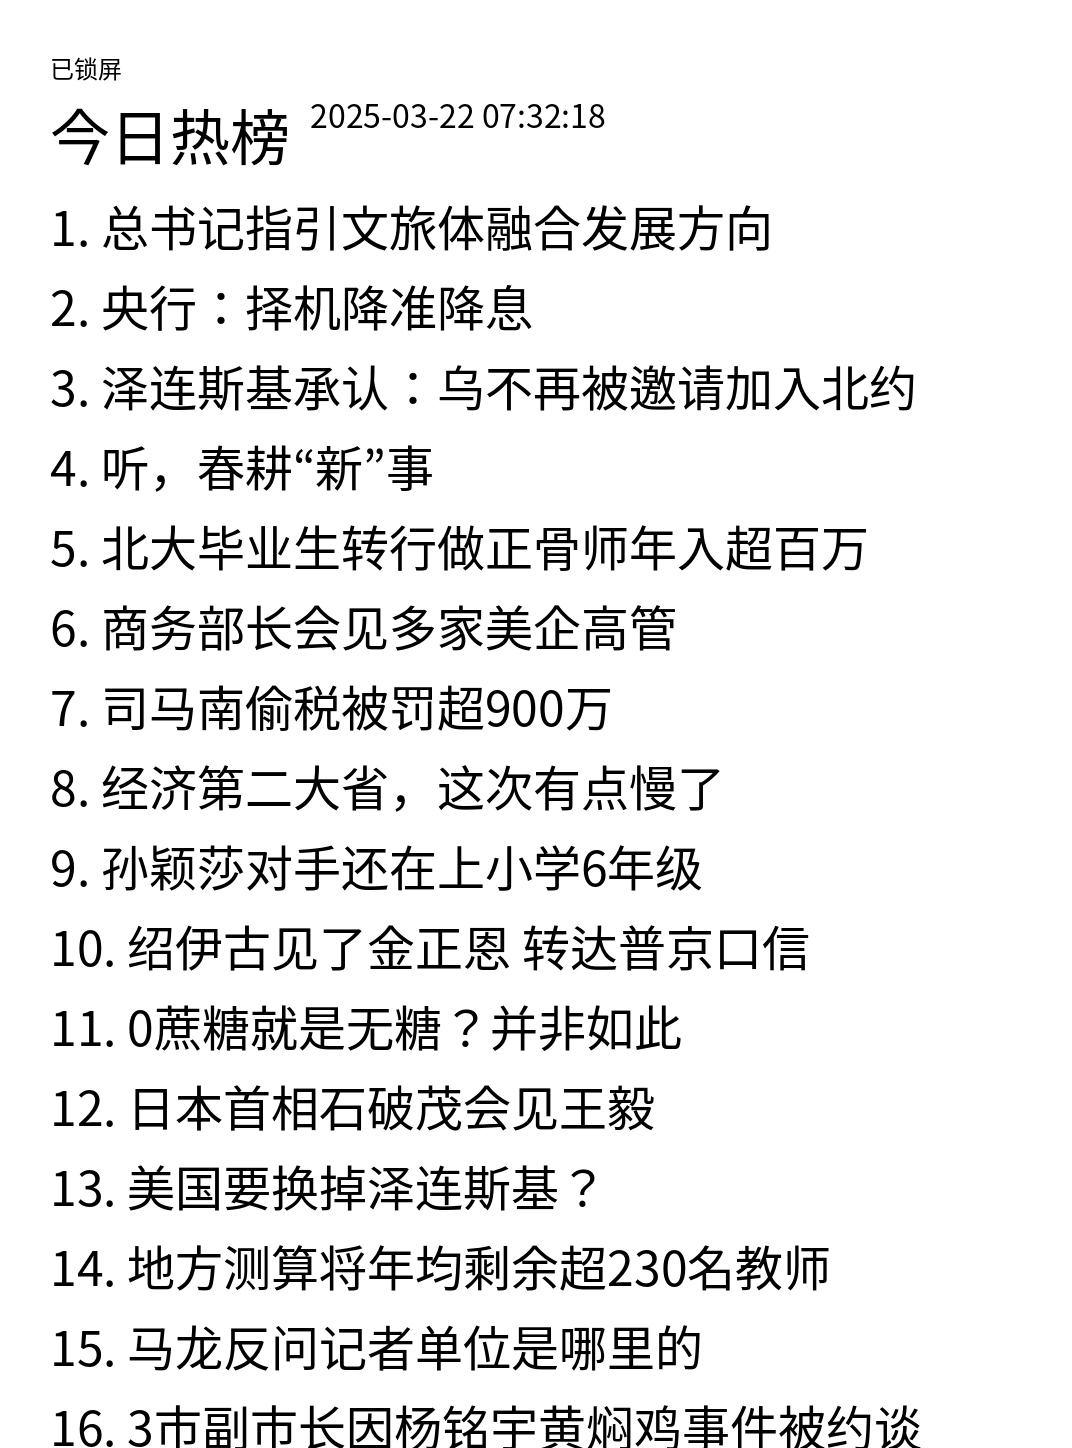 已锁屏
今日热榜 2025-03-22 07:32:18
1. 总书记指引文旅体融合发展方向
2. 央行：择机降准降息
3. 泽连斯基承认：乌不再被邀请加入北约
4. 听，春耕“新”事
5. 北大毕业生转行做正骨师年入超百万
6. 商务部长会见多家美企高管
7. 司马南偷税被罚超900万
8. 经济第二大省，这次有点慢了
9. 孙颖莎对手还在上小学6年级
10. 绍伊古见了金正恩 转达普京口信
11. 0蔗糖就是无糖？并非如此
12. 日本首相石破茂会见王毅
13. 美国要换掉泽连斯基？
14. 地方测算将年均剩余超230名教师
15. 马龙反问记者单位是哪里的
16. 3市副市长因杨铭宇黄焖鸡事件被约谈